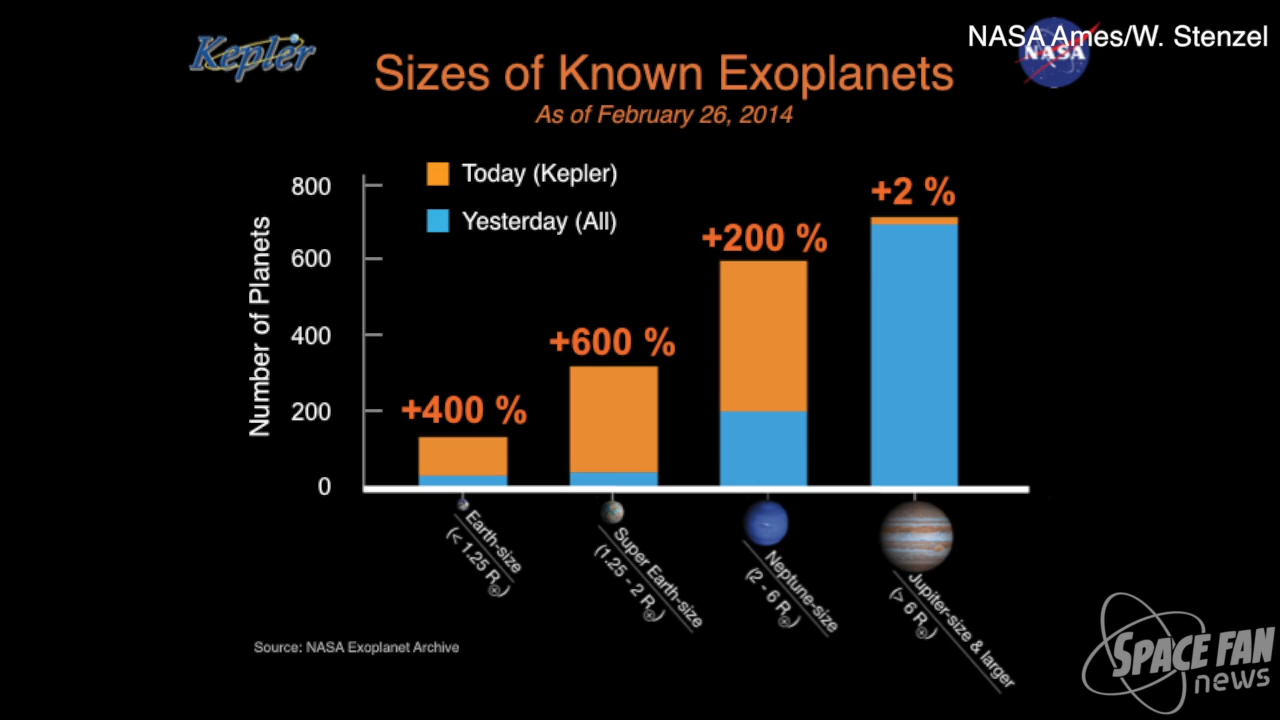 Kepler
NASA Ames/W. Stenzel
NASA
Sizes of Known Exoplanets
As of February 26, 2014
Today (Kepler)
Yesterday (All)
Number of Planets
800
600
400
200
0
+400 %
+600 %
+200 %
+2 %
Earth-size
(< 1.25 R⊕)
Super Earth-size
(1.25 - 2 R⊕)
Neptune-size
(2 - 6 R⊕)
Jupiter-size & larger
(> 6 R⊕)
Source: NASA Exoplanet Archive
SPACE FAN
news